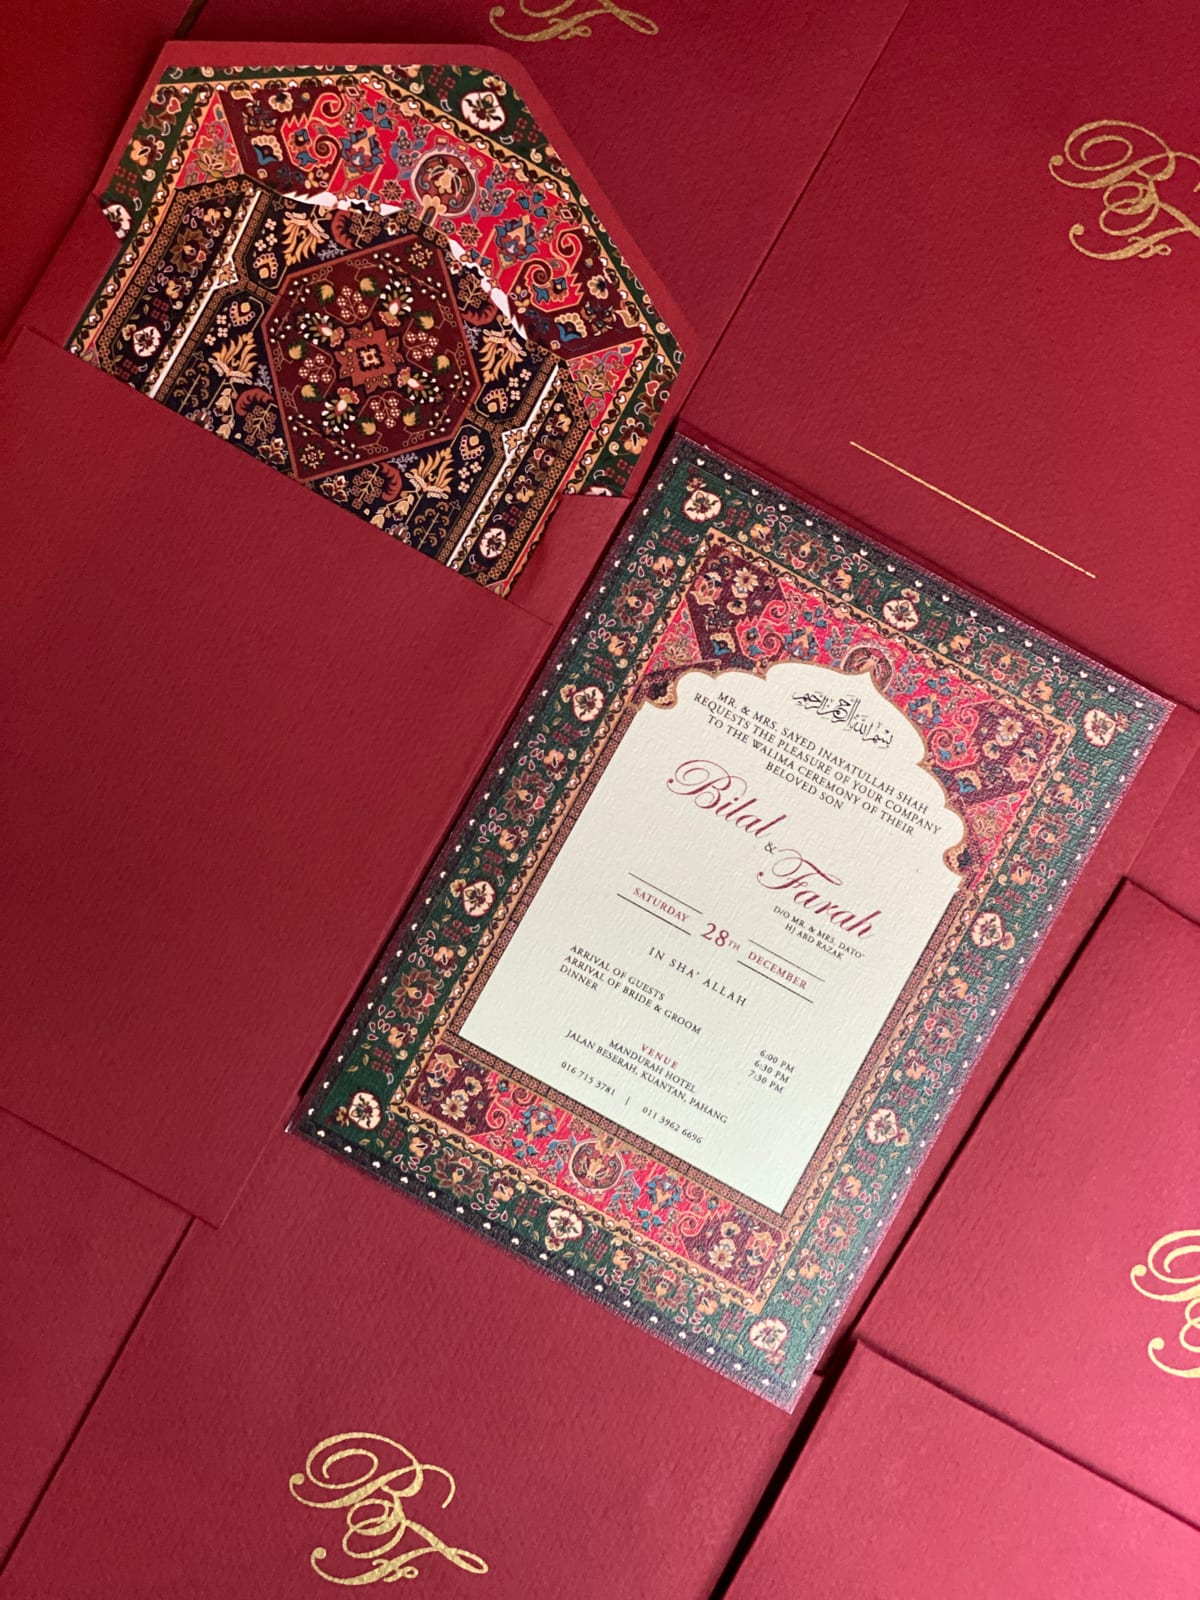 BF
BF
بسم الله الرحمن الرحيم
MR. & MRS. SAYED INAYATULLAH SHAH
REQUESTS THE PLEASURE OF YOUR COMPANY
TO THE WALIMA CEREMONY OF THEIR
BELOVED SON
Bilal
&
Farah
D/O MR. & MRS. DATO'
HJ ABD RAZAK
SATURDAY 28TH DECEMBER
IN SHA' ALLAH
ARRIVAL OF GUESTS 6:00 PM
ARRIVAL OF BRIDE & GROOM 6:30 PM
DINNER 7:30 PM
VENUE
MANDURAH HOTEL
JALAN BESERAH, KUANTAN, PAHANG
016 715 3781 | 011 3962 6696
BF
BF